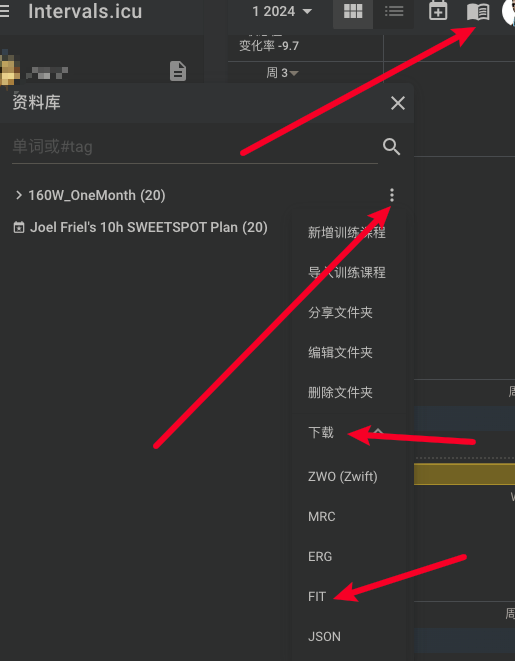 Intervals.icu
1 2024
变化率 -9.7
周 3
资料库
单词或#tag
160W_OneMonth (20)
Joel Friel's 10h SWEETSPOT Plan (20)
新增训练课程
导入训练课程
分享文件夹
编辑文件夹
删除文件夹
下载
ZWO (Zwift)
MRC
ERG
FIT
JSON